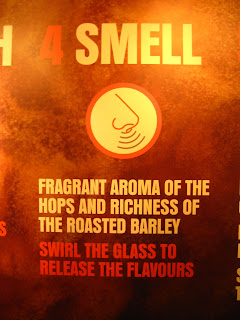 4 SMELL
FRAGRANT AROMA OF THE
HOPS AND RICHNESS OF
THE ROASTED BARLEY
SWIRL THE GLASS TO
RELEASE THE FLAVOURS